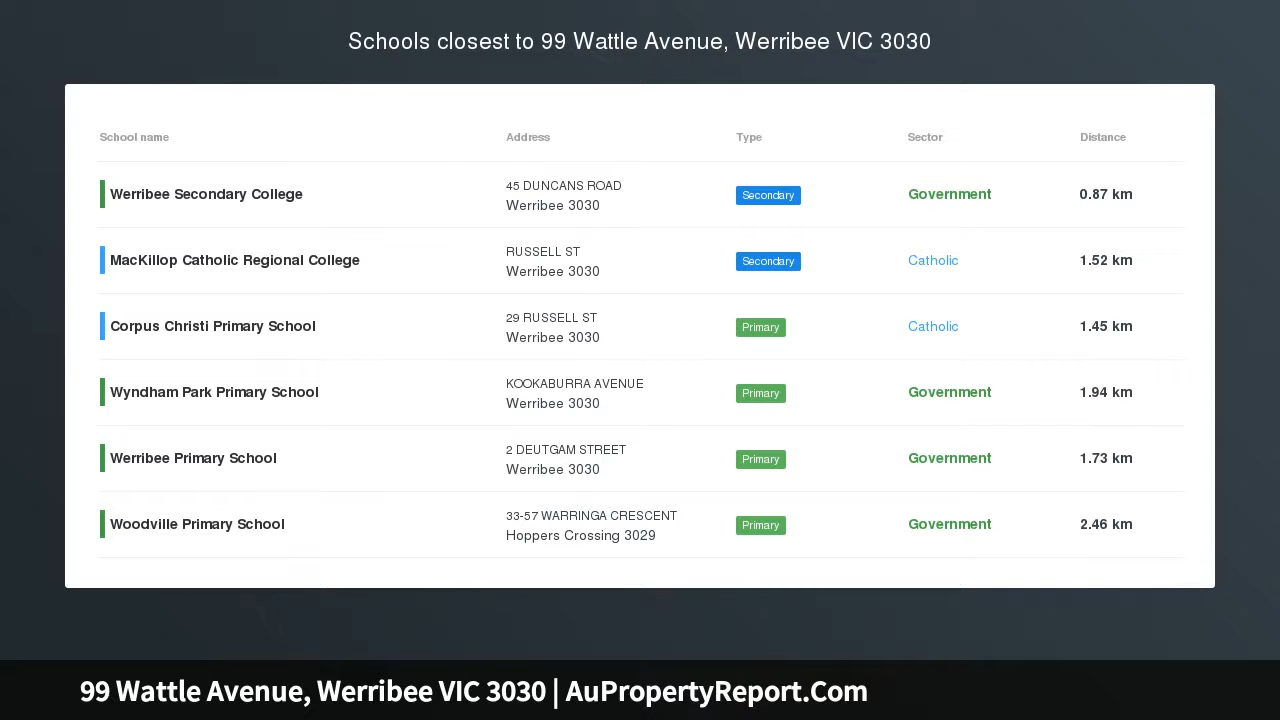 Schools closest to 99 Wattle Avenue, Werribee VIC 3030
School name Address Type Sector Distance
Werribee Secondary College 45 DUNCANS ROAD Secondary Government 0.87 km
Werribee 3030
MacKillop Catholic Regional College RUSSELL ST Secondary Catholic 1.52 km
Werribee 3030
Corpus Christi Primary School 29 RUSSELL ST Primary Catholic 1.45 km
Werribee 3030
Wyndham Park Primary School KOOKABURRA AVENUE Primary Government 1.94 km
Werribee 3030
Werribee Primary School 2 DEUTGAM STREET Primary Government 1.73 km
Werribee 3030
Woodville Primary School 33-57 WARRINGA CRESCENT Primary Government 2.46 km
Hoppers Crossing 3029
99 Wattle Avenue, Werribee VIC 3030 | AuPropertyReport.Com